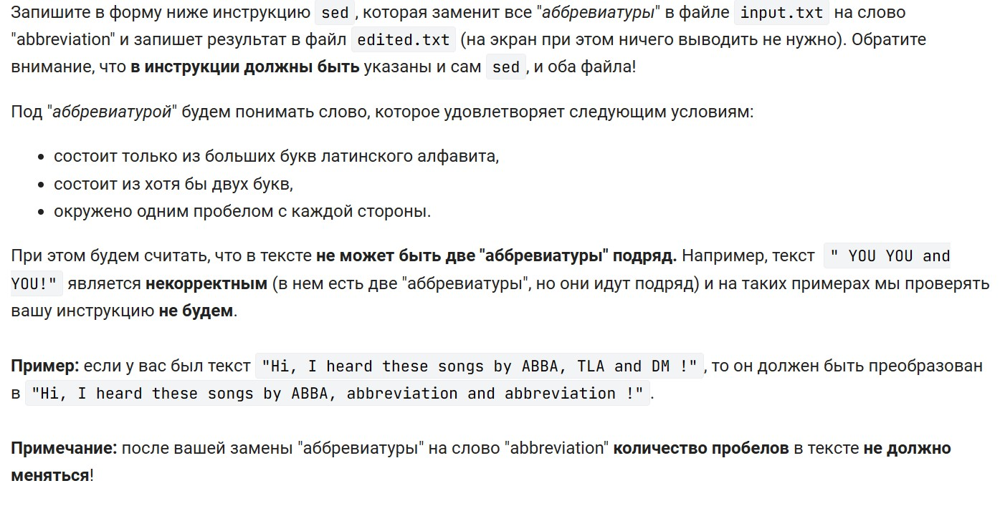 Запишите в форму ниже инструкцию sed, которая заменит все "аббревиатуры" в файле input.txt на слово
"abbreviation" и запишет результат в файл edited.txt (на экран при этом ничего выводить не нужно). Обратите
внимание, что в инструкции должны быть указаны и сам sed, и оба файла!
Под "аббревиатурой" будем понимать слово, которое удовлетворяет следующим условиям:
• состоит только из больших букв латинского алфавита,
• состоит из хотя бы двух букв,
• окружено одним пробелом с каждой стороны.
При этом будем считать, что в тексте не может быть две "аббревиатуры" подряд. Например, текст " YOU YOU and
YOU!" является некорректным (в нем есть две "аббревиатуры", но они идут подряд) и на таких примерах мы проверять
вашу инструкцию не будем.
Пример: если у вас был текст "Hi, I heard these songs by ABBA, TLA and DM !", то он должен быть преобразован
в "Hi, I heard these songs by ABBA, abbreviation and abbreviation !".
Примечание: после вашей замены "аббревиатуры" на слово "abbreviation" количество пробелов в тексте не должно
меняться!